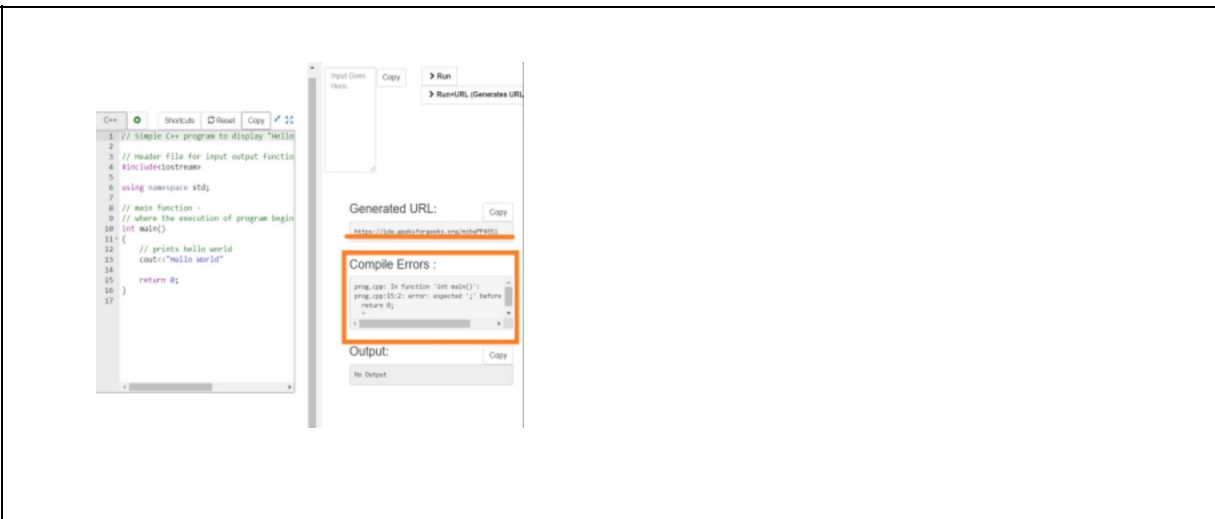 C++ Shortcuts Reset Copy
1 // Simple C++ program to display "Hello
2
3 // Header file for input output functio
4 #include<iostream>
5
6 using namespace std;
7
8 // main function -
9 // where the execution of program begin
10 int main()
11 {
12 // prints hello world
13 cout<<"Hello World"
14
15 return 0;
16 }
17
Input Goes
Here.
Copy
Run
Run+URL (Generates URL
Generated URL:
Copy
Compile Errors :
prog.cpp: In function 'int main()':
prog.cpp:15:2: error: expected ';' before
return 0;
^
Output:
Copy
No Output